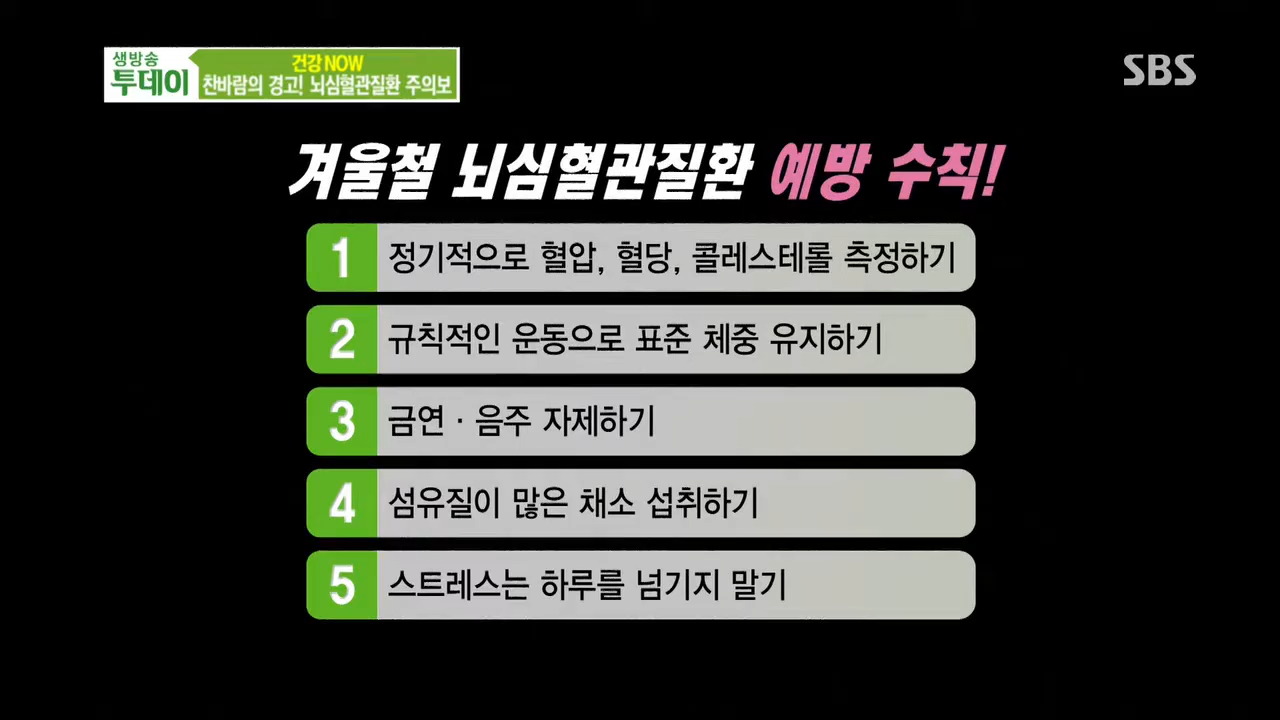 생방송
투데이
건강 NOW
찬바람의 경고! 뇌심혈관질환 주의보
SBS
겨울철 뇌심혈관질환 예방 수칙!
1 정기적으로 혈압, 혈당, 콜레스테롤 측정하기
2 규칙적인 운동으로 표준 체중 유지하기
3 금연 · 음주 자제하기
4 섬유질이 많은 채소 섭취하기
5 스트레스는 하루를 넘기지 말기